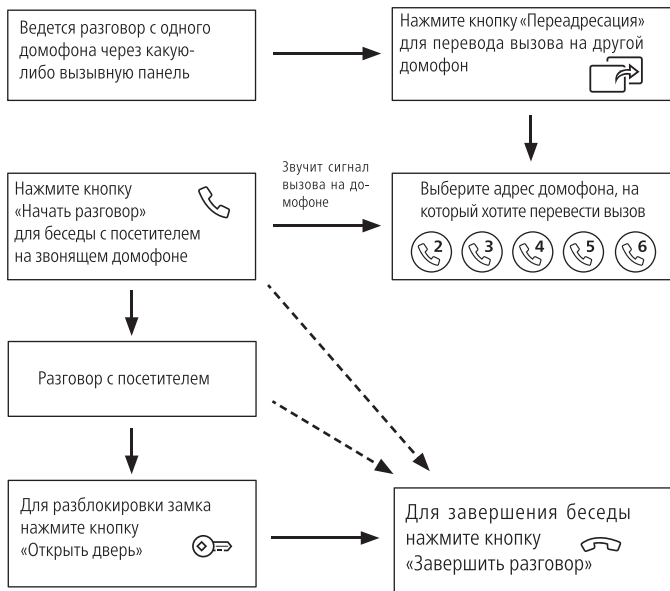 Ведется разговор с одного
домофона через какую-
либо вызывную панель
Нажмите кнопку «Переадресация»
для перевода вызова на другой
домофон
Нажмите кнопку
«Начать разговор»
для беседы с посетителем
на звонящем домофоне
Звучит сигнал
вызова на до-
мофоне
Выберите адрес домофона, на
который хотите перевести вызов
2 3 4 5 6
Разговор с посетителем
Для разблокировки замка
нажмите кнопку
«Открыть дверь»
Для завершения беседы
нажмите кнопку
«Завершить разговор»